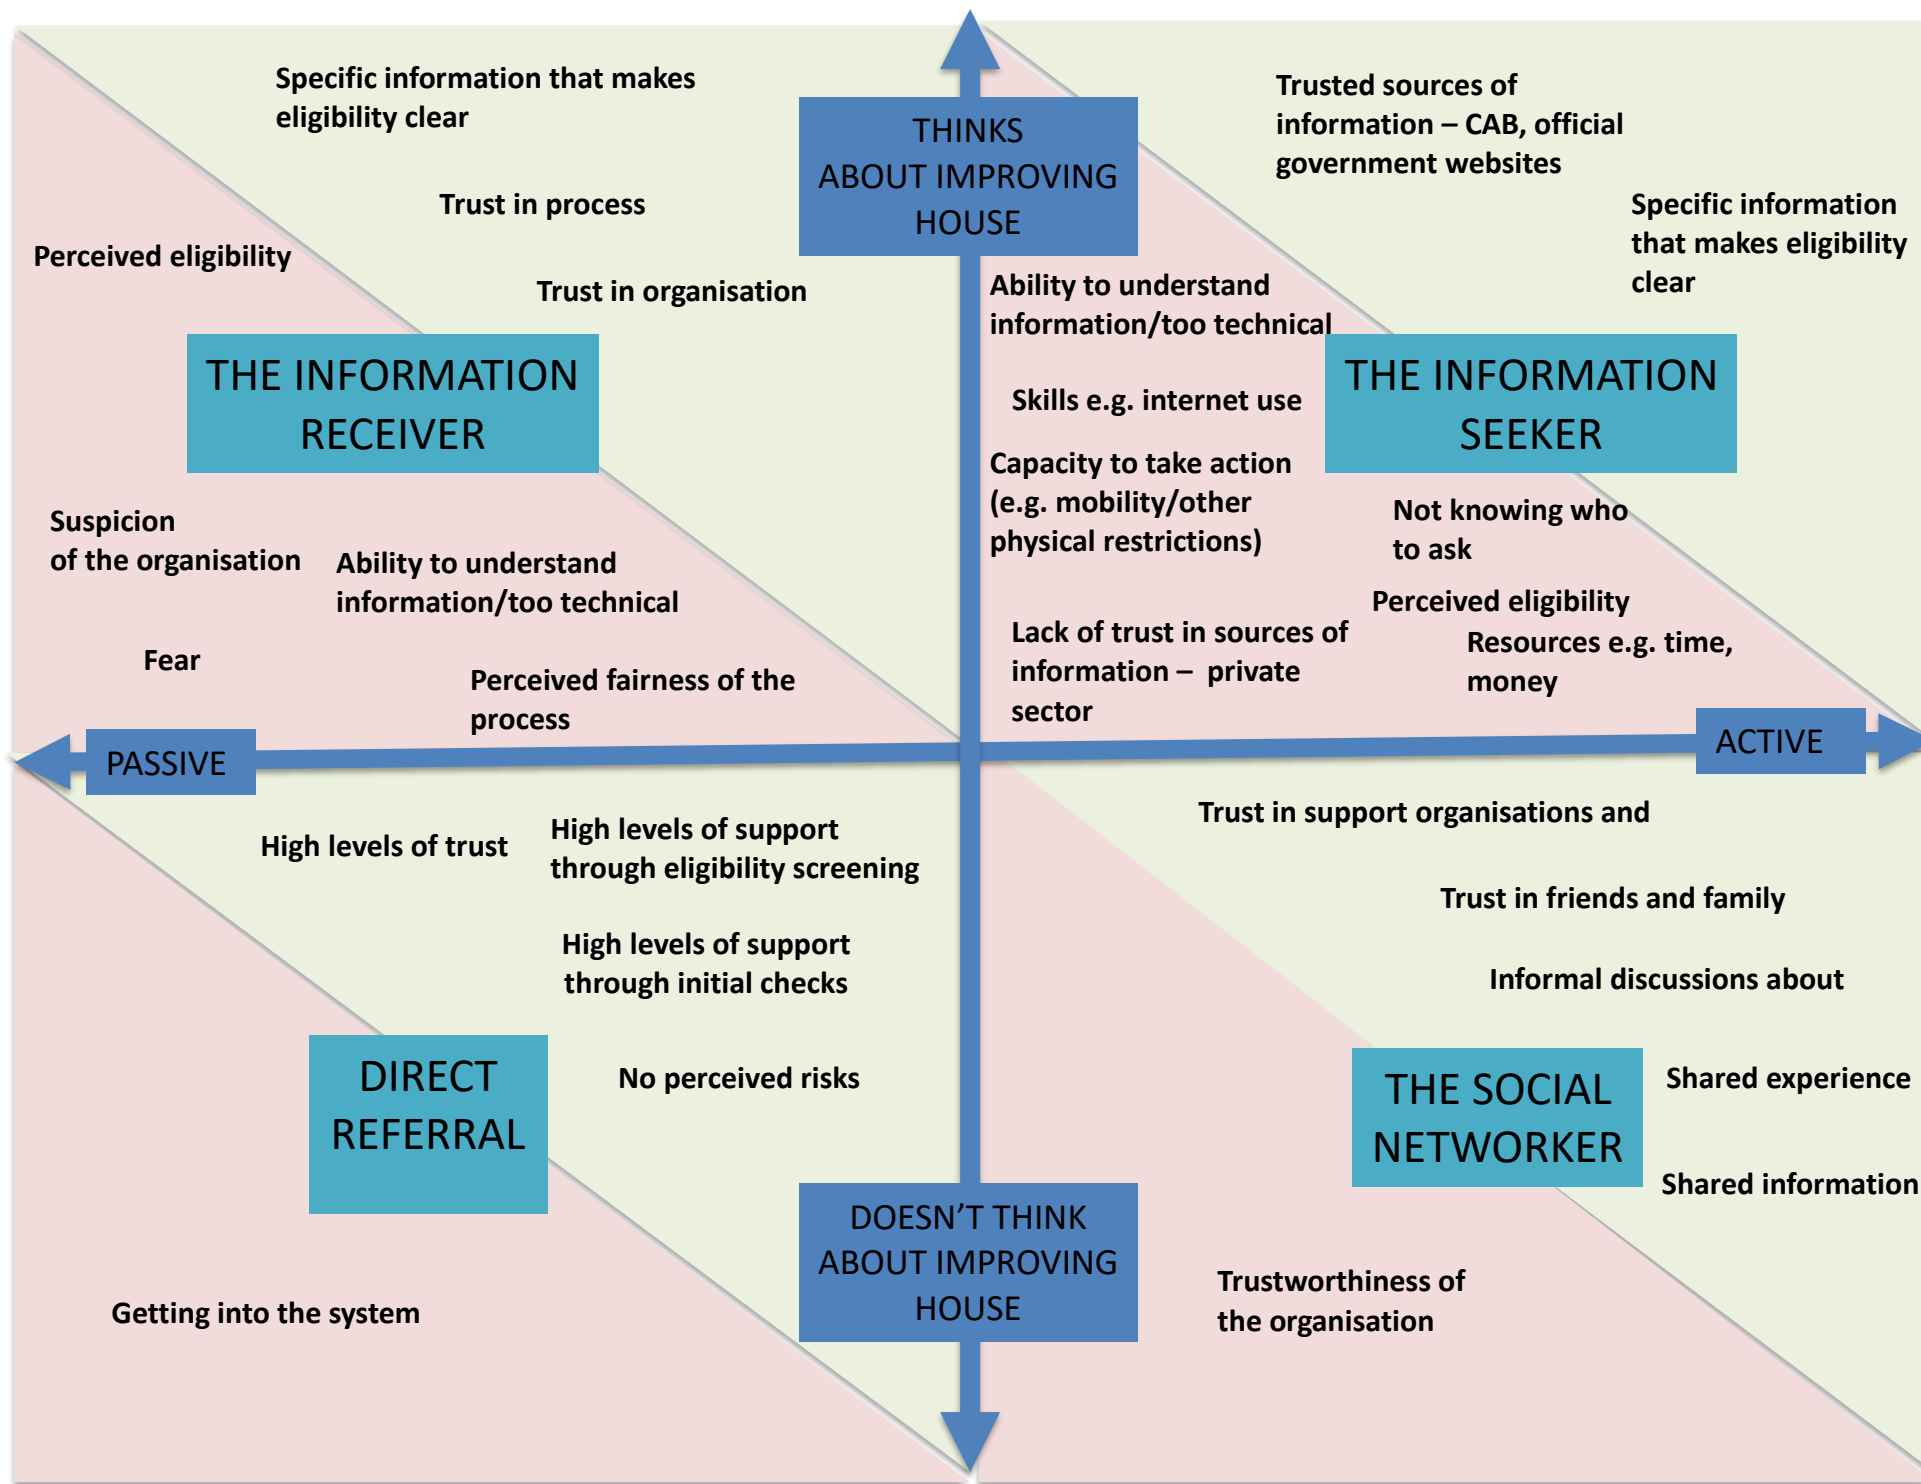 Specific information that makes
eligibility clear
Trust in process
Perceived eligibility
Trust in organisation
THE INFORMATION
RECEIVER
Suspicion
of the organisation
Ability to understand
information/too technical
Fear
Perceived fairness of the
process
THINKS
ABOUT IMPROVING
HOUSE
Trusted sources of
information – CAB, official
government websites
Specific information
that makes eligibility
clear
Ability to understand
information/too technical
Skills e.g. internet use
THE INFORMATION
SEEKER
Capacity to take action
(e.g. mobility/other
physical restrictions)
Not knowing who
to ask
Perceived eligibility
Lack of trust in sources of
information – private
sector
Resources e.g. time,
money
PASSIVE
ACTIVE
High levels of trust
High levels of support
through eligibility screening
High levels of support
through initial checks
DIRECT
REFERRAL
No perceived risks
Getting into the system
DOESN’T THINK
ABOUT IMPROVING
HOUSE
Trust in support organisations and
Trust in friends and family
Informal discussions about
THE SOCIAL
NETWORKER
Shared experience
Shared information
Trustworthiness of
the organisation